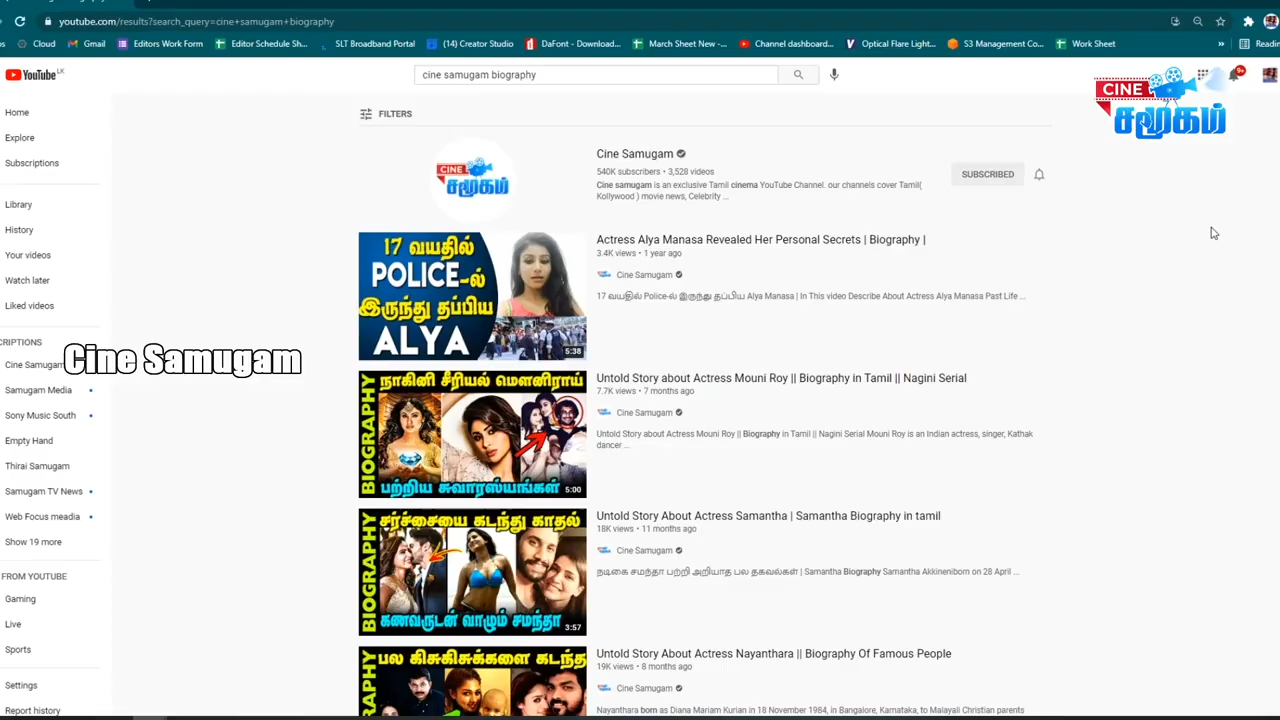 youtube.com/results?search_query=cine+samugam+biography
Cloud
Gmail
Editors Work Form
Editor Schedule Sh...
SLT Broadband Portal
(14) Creator Studio
DaFont - Download...
March Sheet New -...
Channel dashboard...
Optical Flare Light...
S3 Management Co...
Work Sheet
»
YouTube LK
cine samugam biography
9+
CINE
சமூகம்
Home
Explore
Subscriptions
Library
History
Your videos
Watch later
Liked videos
CRIPTIONS
Cine Samugam
Cine Samugam
Samugam Media
Sony Music South
Empty Hand
Thirai Samugam
Samugam TV News
Web Focus meadia
Show 19 more
FROM YOUTUBE
Gaming
Live
Sports
Settings
Report history
FILTERS
CINE
சமூகம்
Cine Samugam
540K subscribers • 3,528 videos
Cine samugam is an exclusive Tamil cinema YouTube Channel. our channels cover Tamil(
Kollywood ) movie news, Celebrity ...
SUBSCRIBED
17 வயதில்
POLICE-ல்
இருந்து தப்பிய
ALYA
5:38
Actress Alya Manasa Revealed Her Personal Secrets | Biography |
3.4K views • 1 year ago
Cine Samugam
17 வயதில் Police-ல் இருந்து தப்பிய Alya Manasa | In This video Describe About Actress Alya Manasa Past Life ...
BIOGRAPHY
நாகினி சீரியல் மௌனிராய்
பற்றிய சுவாரஸ்யங்கள்
5:00
Untold Story about Actress Mouni Roy || Biography in Tamil || Nagini Serial
7.7K views • 7 months ago
Cine Samugam
Untold Story about Actress Mouni Roy || Biography in Tamil || Nagini Serial Mouni Roy is an Indian actress, singer, Kathak
dancer ...
BIOGRAPHY
சர்ச்சையை கடந்து காதல்
கணவருடன் வாழும் சமந்தா
3:57
Untold Story About Actress Samantha | Samantha Biography in tamil
18K views • 11 months ago
Cine Samugam
நடிகை சமந்தா பற்றி அறியாத பல தகவல்கள் | Samantha Biography Samantha Akkineniborn on 28 April ...
பல கிசுகிசுக்களை கடந்த
Untold Story About Actress Nayanthara || Biography Of Famous People
19K views • 8 months ago
Cine Samugam
Nayanthara born as Diana Mariam Kurian in 18 November 1984, in Bangalore, Karnataka, to Malayali Christian parents